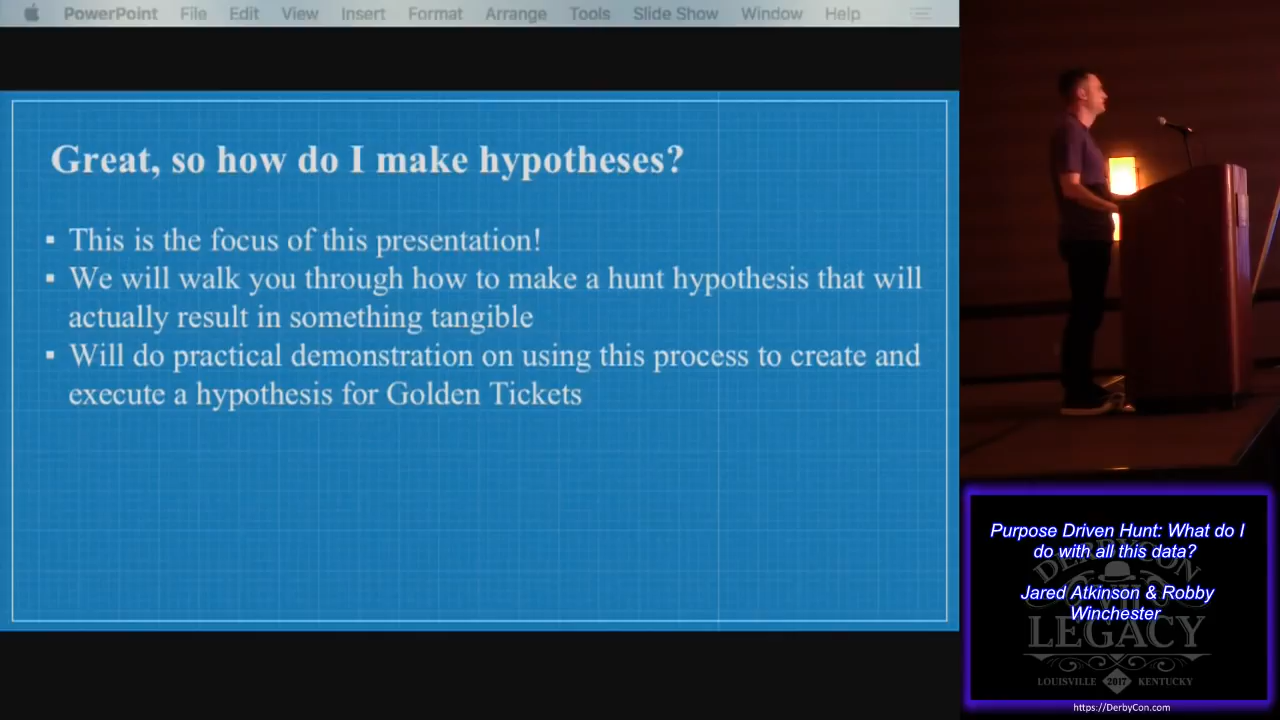 PowerPoint File Edit View Insert Format Arrange Tools Slide Show Window Help
Great, so how do I make hypotheses?
▪ This is the focus of this presentation!
▪ We will walk you through how to make a hunt hypothesis that will
actually result in something tangible
▪ Will do practical demonstration on using this process to create and
execute a hypothesis for Golden Tickets
Purpose Driven Hunt: What do I
do with all this data?
Jared Atkinson & Robby
Winchester
DERBYCON
VII
LEGACY
LOUISVILLE 2017 KENTUCKY
https://DerbyCon.com